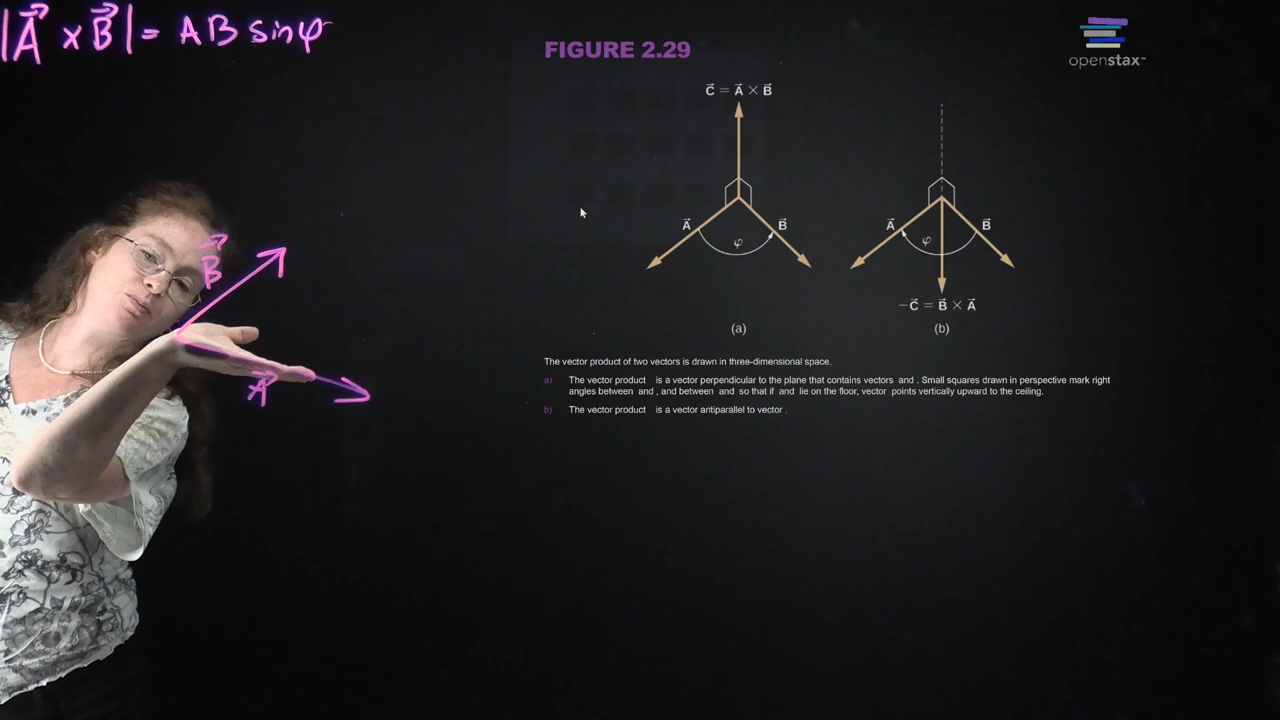 |A⃗ × B⃗| = AB sin φ
B⃗
A⃗
FIGURE 2.29
openstax™
C⃗ = A⃗ × B⃗
A⃗
B⃗
φ
(a)
A⃗
B⃗
φ
−C⃗ = B⃗ × A⃗
(b)
The vector product of two vectors is drawn in three-dimensional space.
a) The vector product is a vector perpendicular to the plane that contains vectors and . Small squares drawn in perspective mark right
angles between and , and between and so that if and lie on the floor, vector points vertically upward to the ceiling.
b) The vector product is a vector antiparallel to vector .